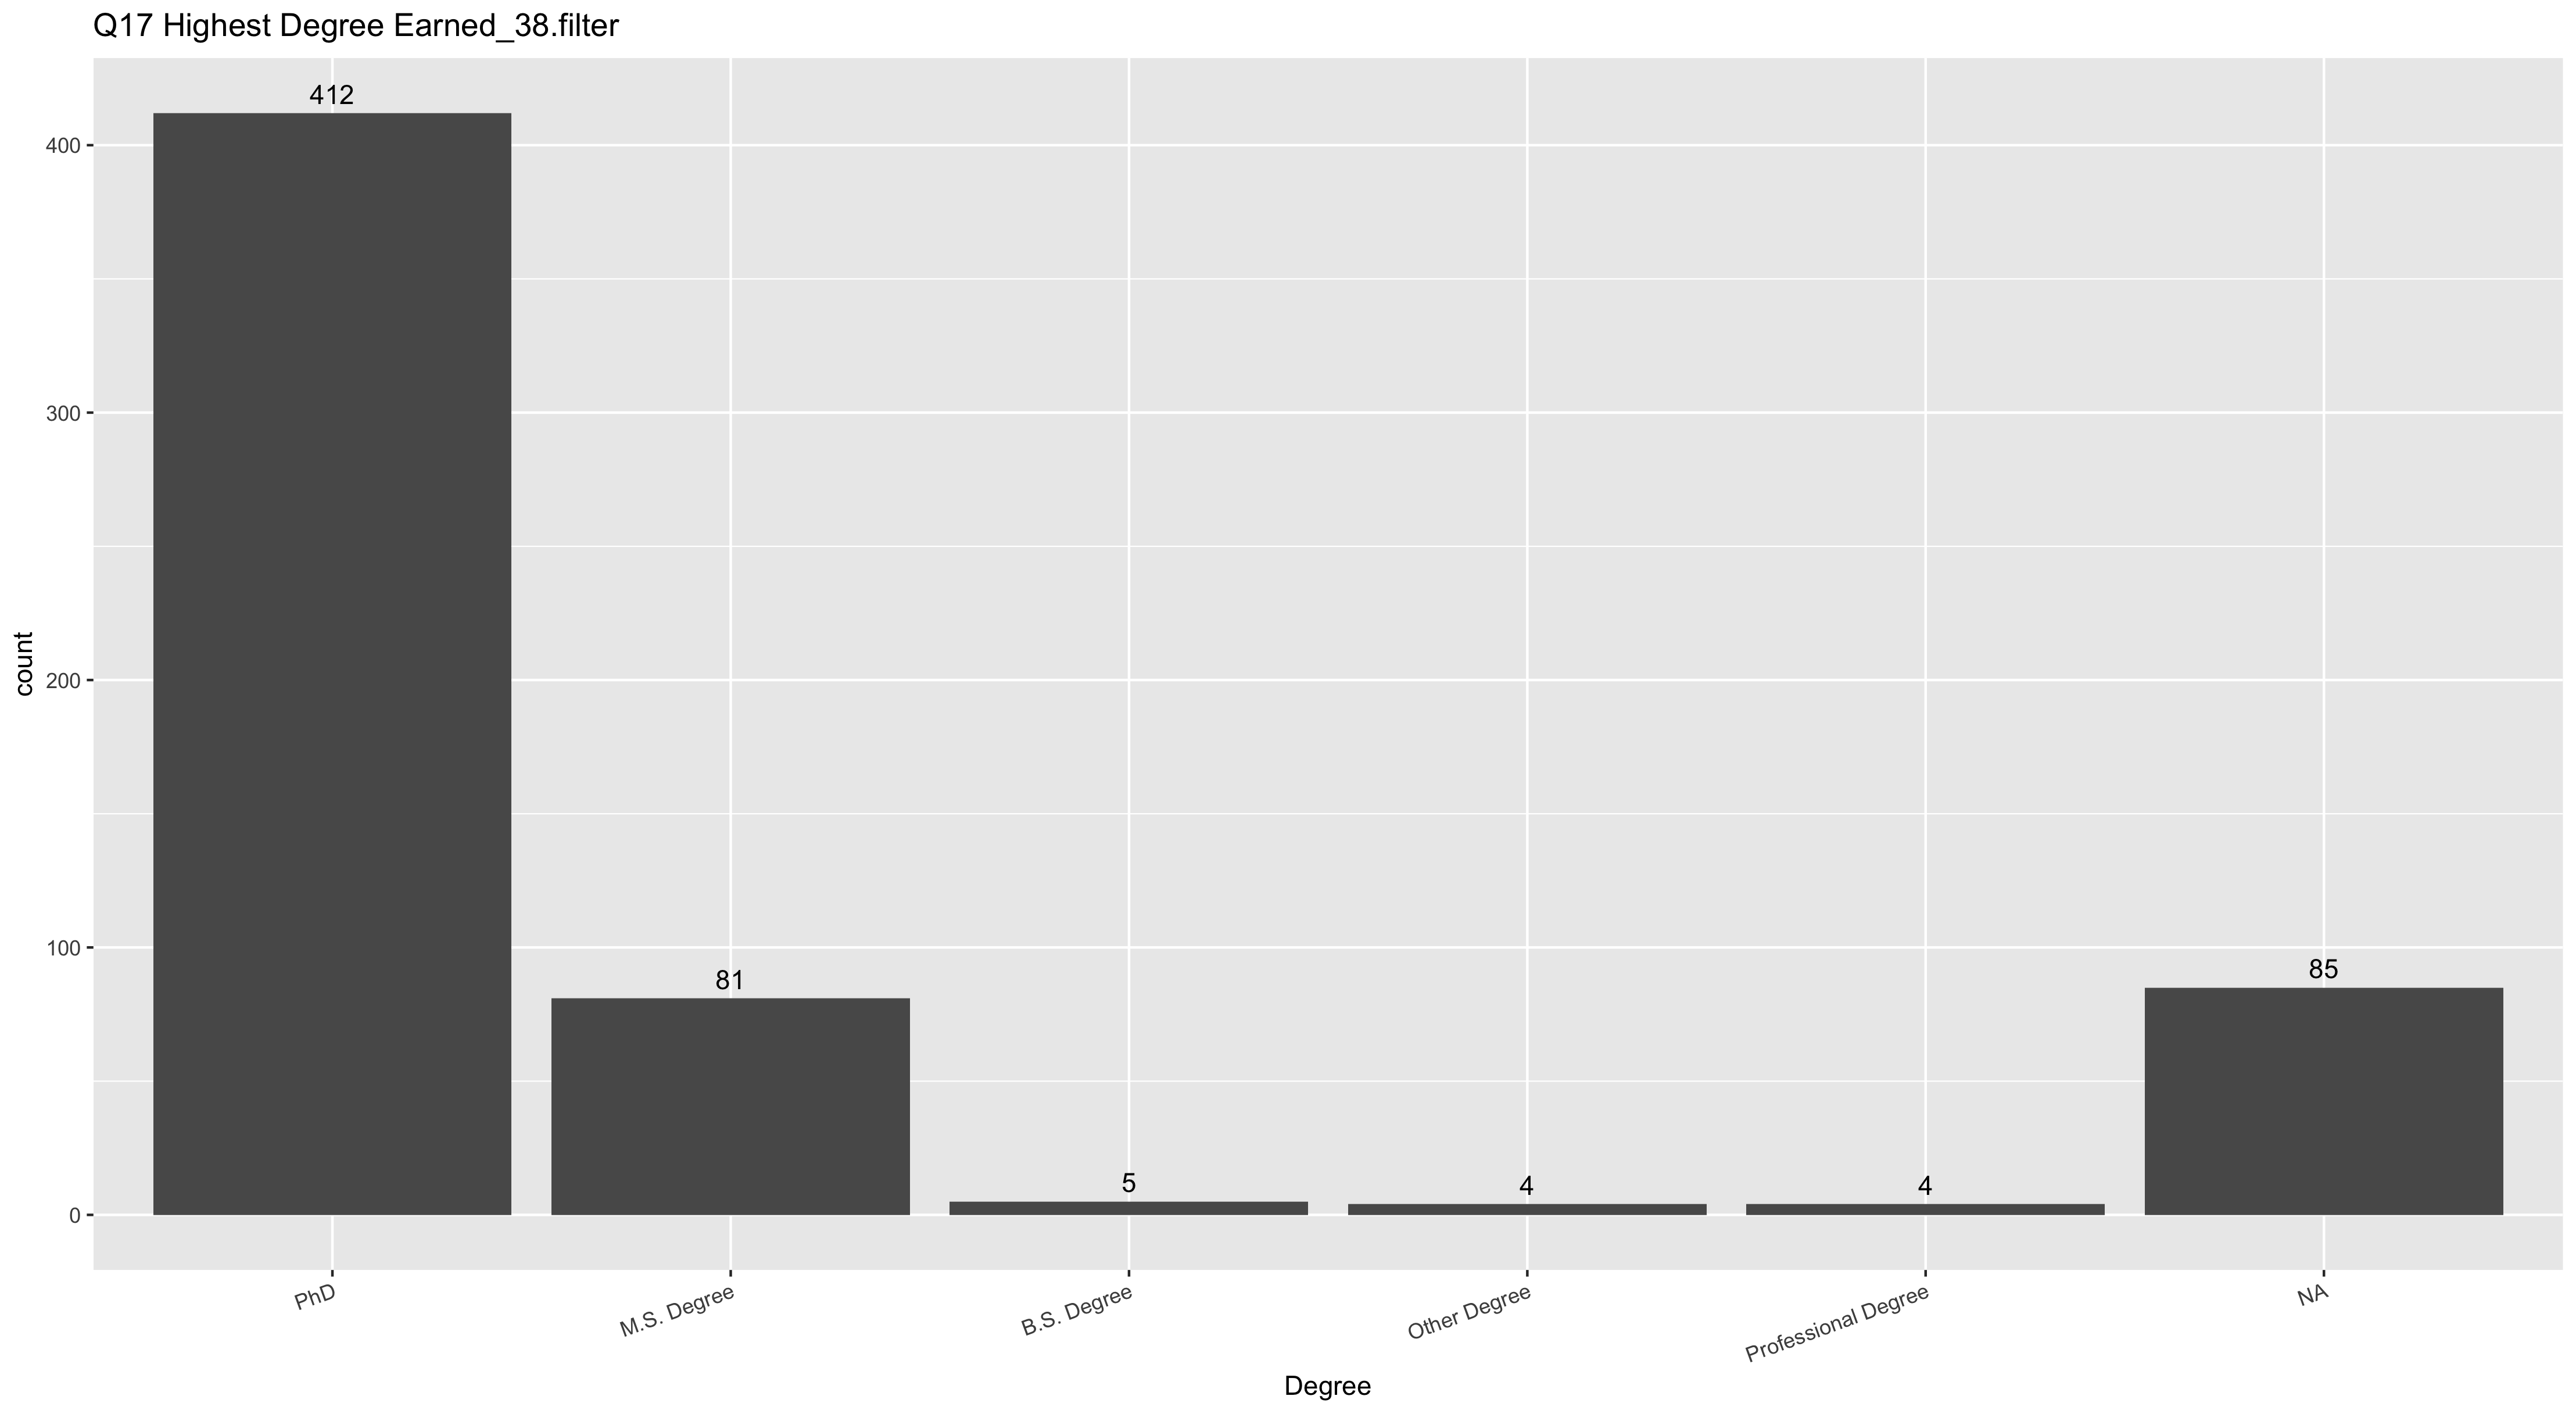 Q17 Highest Degree Earned_38.filter
412
400
300
count
200
100
81
85
5
4
4
0
PhD
M.S. Degree
B.S. Degree
Other Degree
Professional Degree
NA
Degree